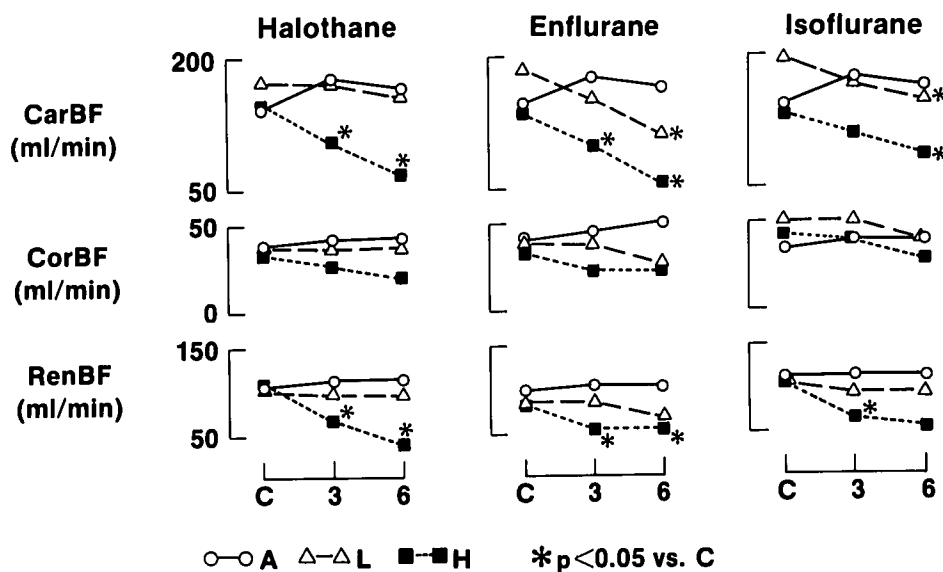 Halothane Enflurane Isoflurane
200
CarBF
(ml/min)
*
*
*
*
*
*
*
50
50
CorBF
(ml/min)
0
150
RenBF
(ml/min)
*
*
*
*
*
50
C 3 6 C 3 6 C 3 6
A L H * p<0.05 vs. C